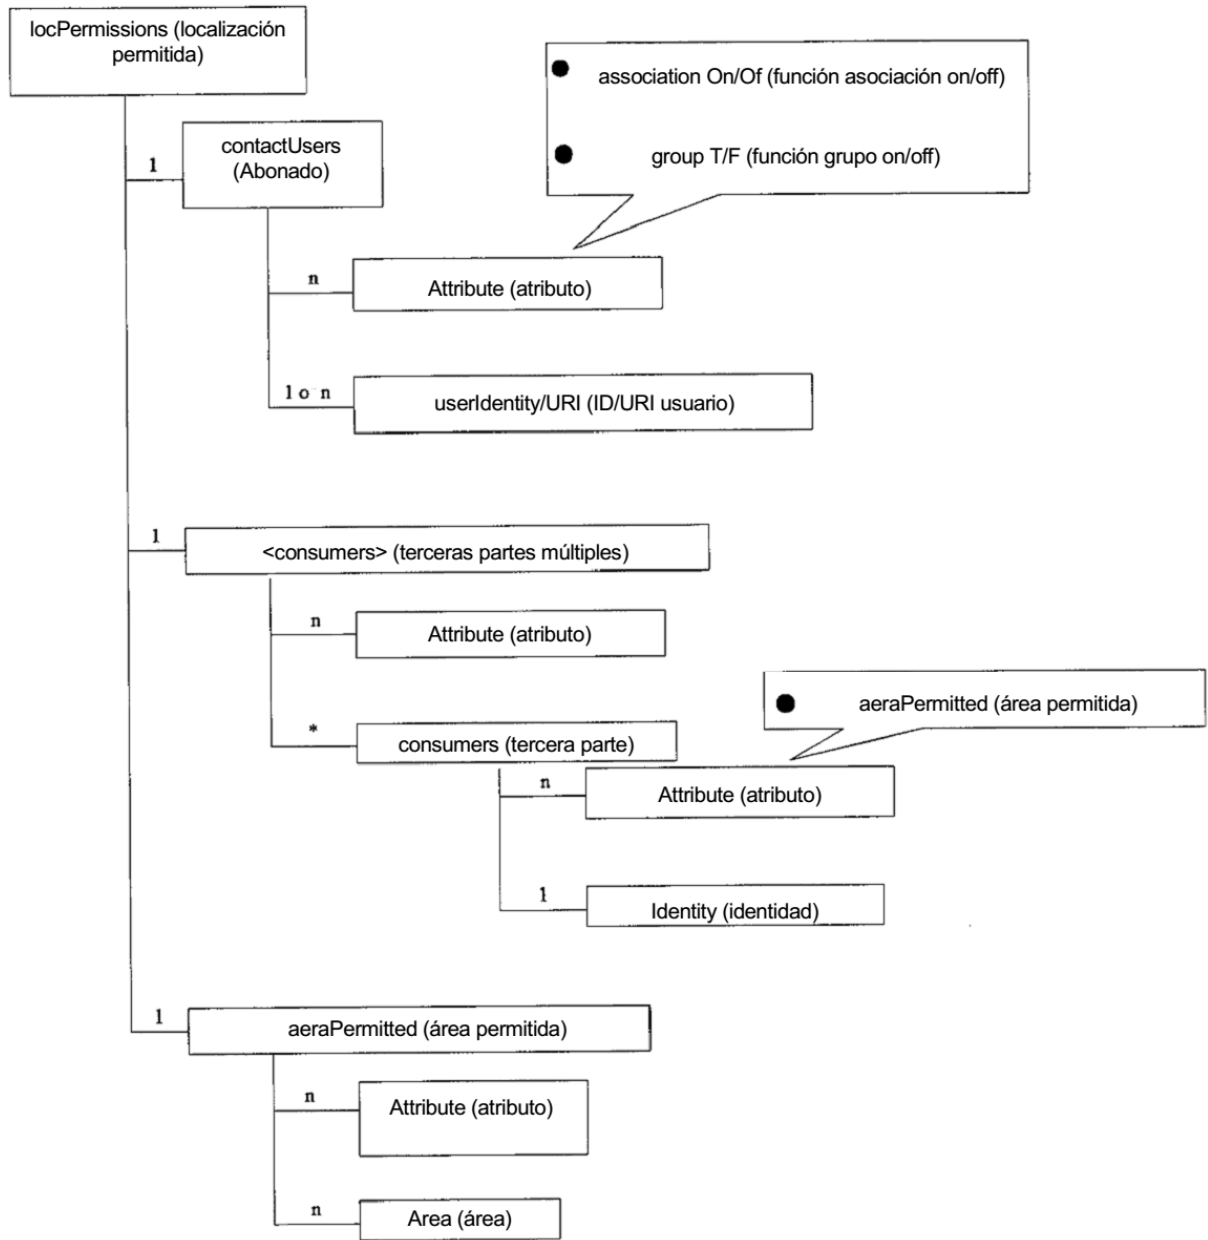 locPermissions (localización
permitida)
association On/Of (función asociación on/off)
group T/F (función grupo on/off)
1
contactUsers
(Abonado)
n
Attribute (atributo)
1 o n
userIdentity/URI (ID/URI usuario)
1
<consumers> (terceras partes múltiples)
n
Attribute (atributo)
aeraPermitted (área permitida)
*
consumers (tercera parte)
n
Attribute (atributo)
1
Identity (identidad)
1
aeraPermitted (área permitida)
n
Attribute (atributo)
n
Area (área)